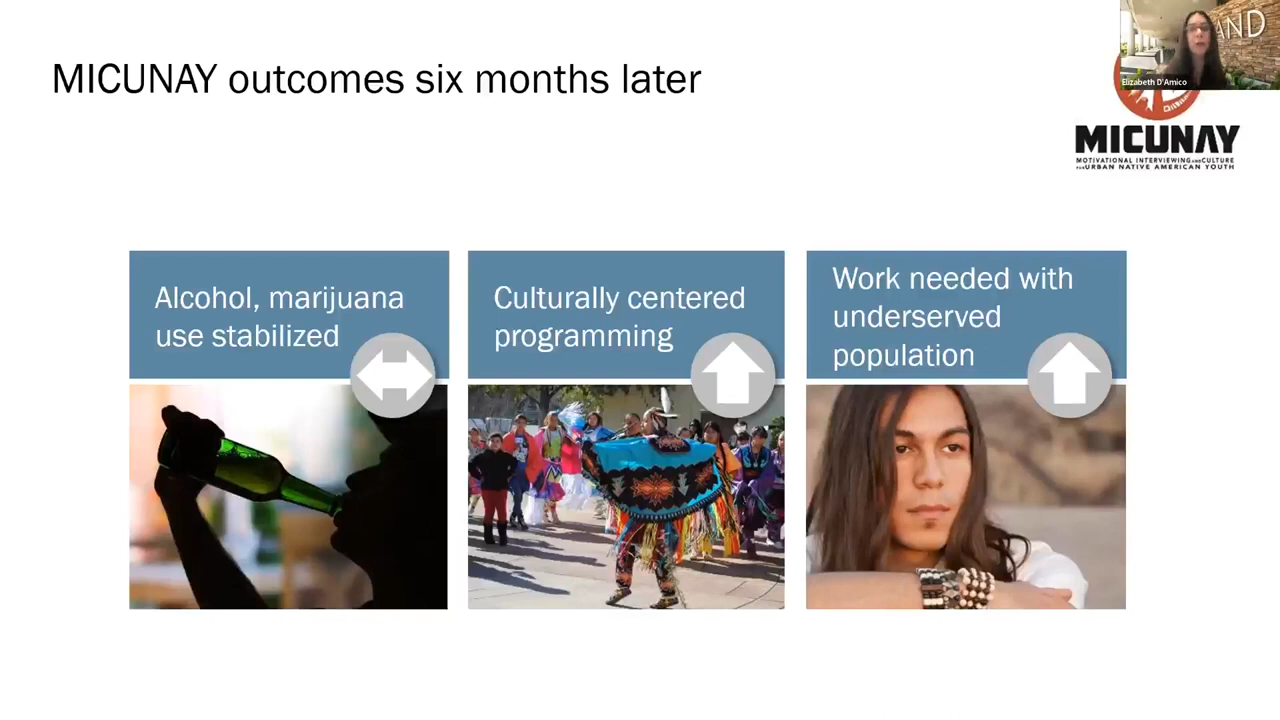 MICUNAY outcomes six months later
AND
Elizabeth D'Amico
MICUNAY
MOTIVATIONAL INTERVIEWING AND CULTURE
FOR URBAN NATIVE AMERICAN YOUTH
Alcohol, marijuana
use stabilized
Culturally centered
programming
Work needed with
underserved
population